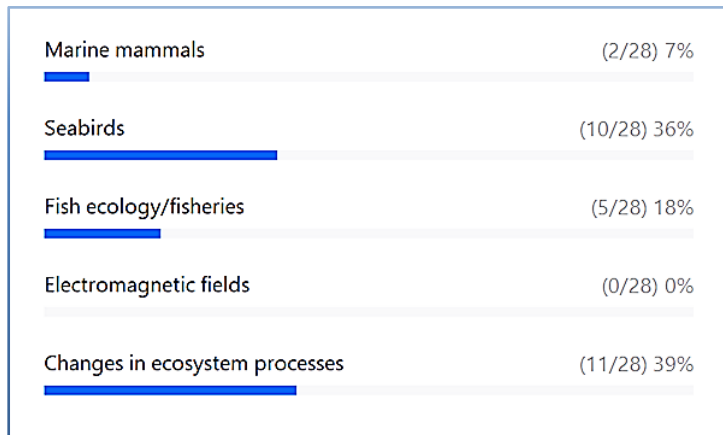 Marine mammals (2/28) 7%
Seabirds (10/28) 36%
Fish ecology/fisheries (5/28) 18%
Electromagnetic fields (0/28) 0%
Changes in ecosystem processes (11/28) 39%